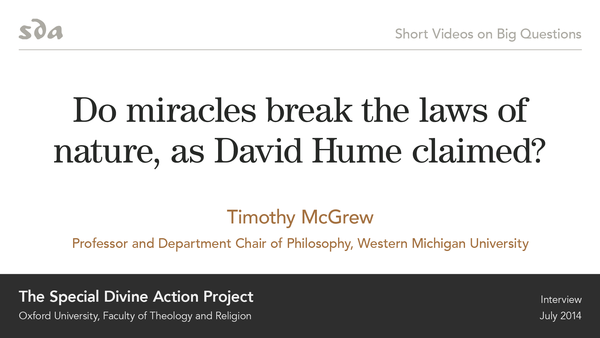 sda
Short Videos on Big Questions
Do miracles break the laws of
nature, as David Hume claimed?
Timothy McGrew
Professor and Department Chair of Philosophy, Western Michigan University
The Special Divine Action Project
Interview
Oxford University, Faculty of Theology and Religion
July 2014